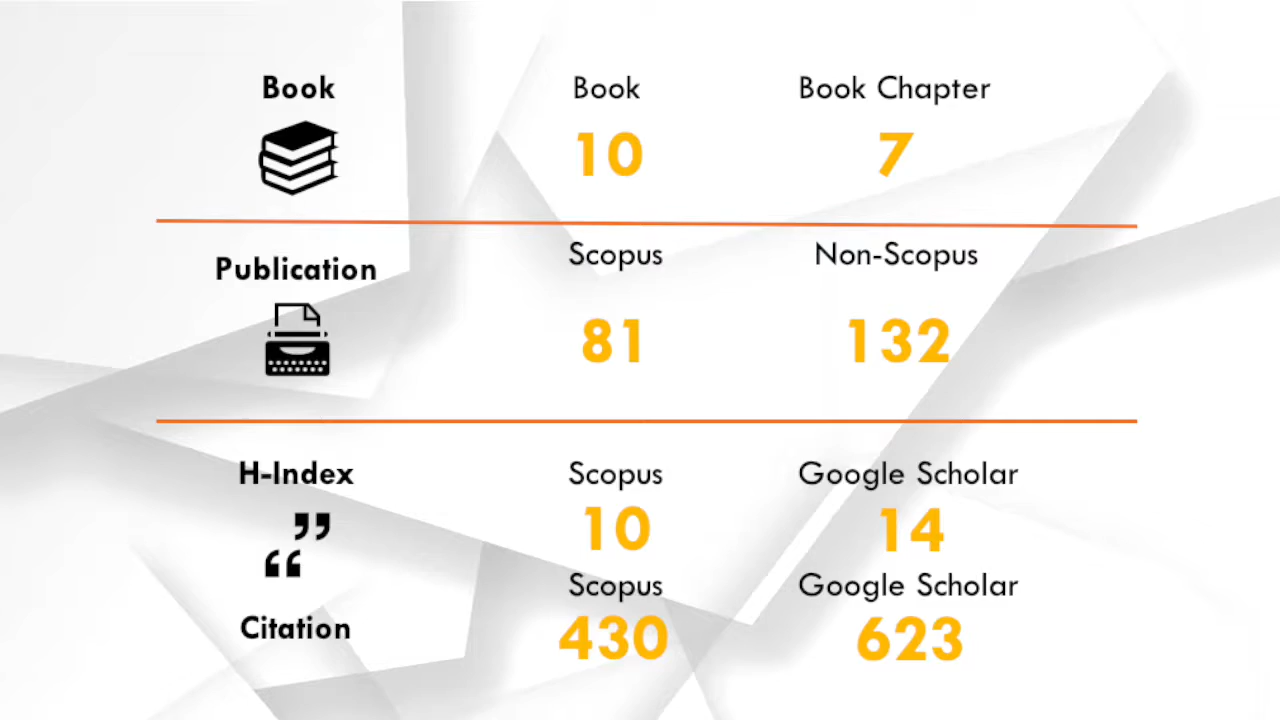 Book Book Book Chapter
10 7
Publication Scopus Non-Scopus
81 132
H-Index Scopus Google Scholar
10 14
Scopus Google Scholar
Citation 430 623